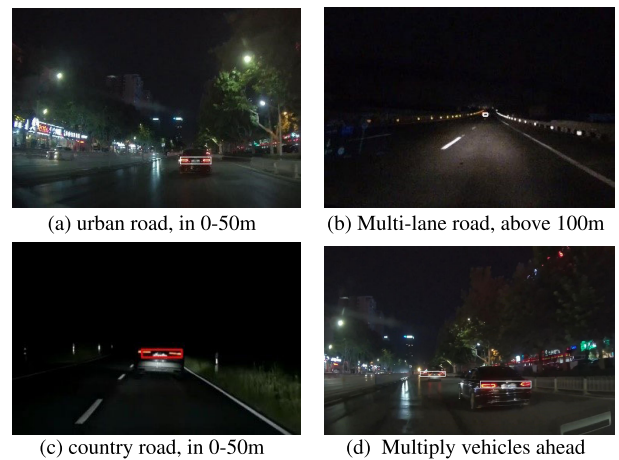 (a) urban road, in 0-50m
(b) Multi-lane road, above 100m
(c) country road, in 0-50m
(d) Multiply vehicles ahead